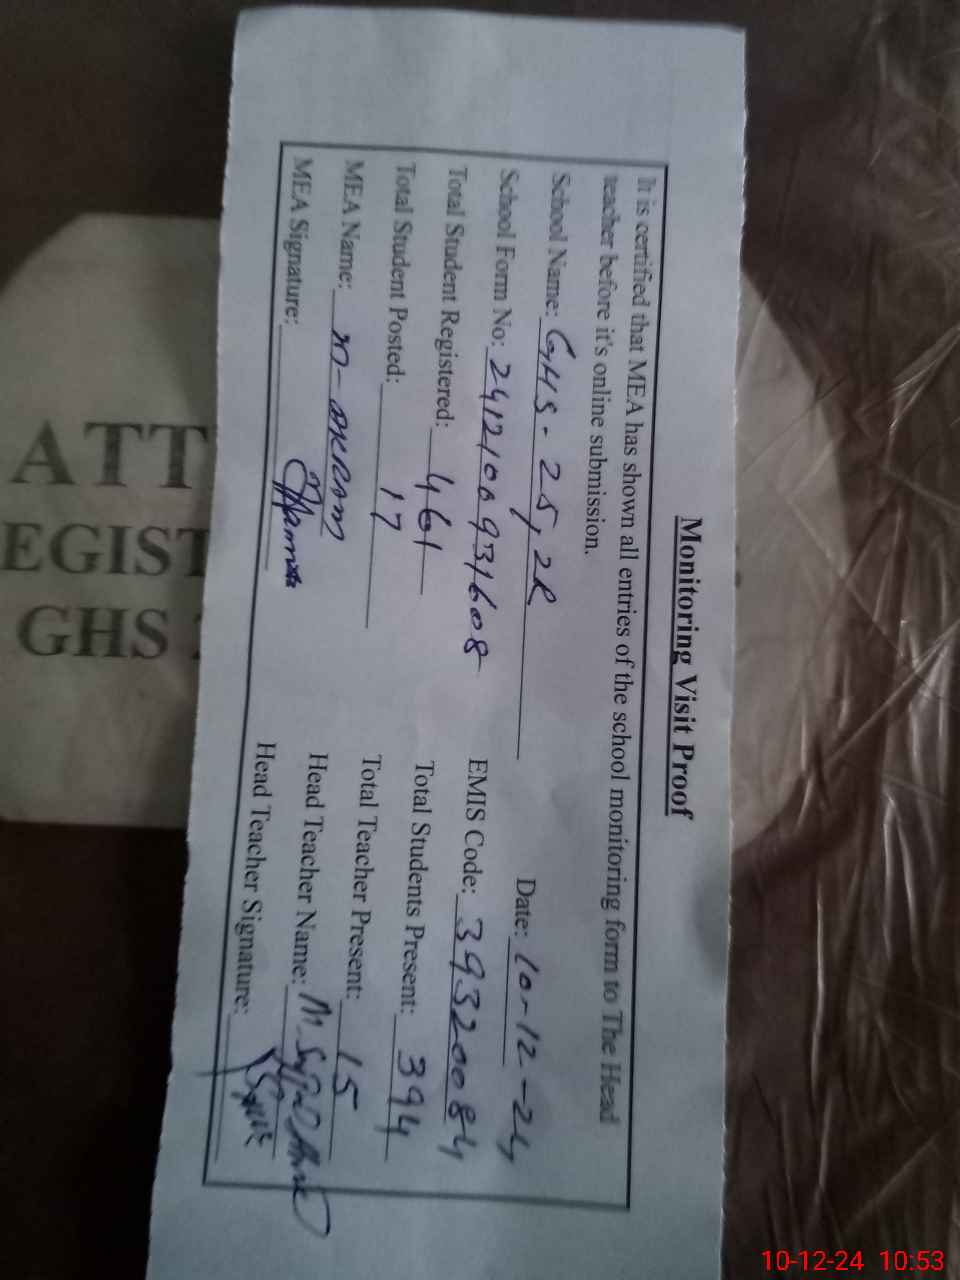 Monitoring Visit Proof
It is certified that MEA has shown all entries of the school monitoring form to The Head
teacher before it's online submission.
School Name: GHS - 25, 2R Date: 10-12-24
School Form No: 2412100931608 EMIS Code: 39320084
Total Student Registered: 461 Total Students Present: 394
Total Student Posted: 17 Total Teacher Present: 15
MEA Name: M- AKRAM Head Teacher Name: M.
MEA Signature: Head Teacher Signature:
ATT
EGIST
GHS
10-12-24 10:53